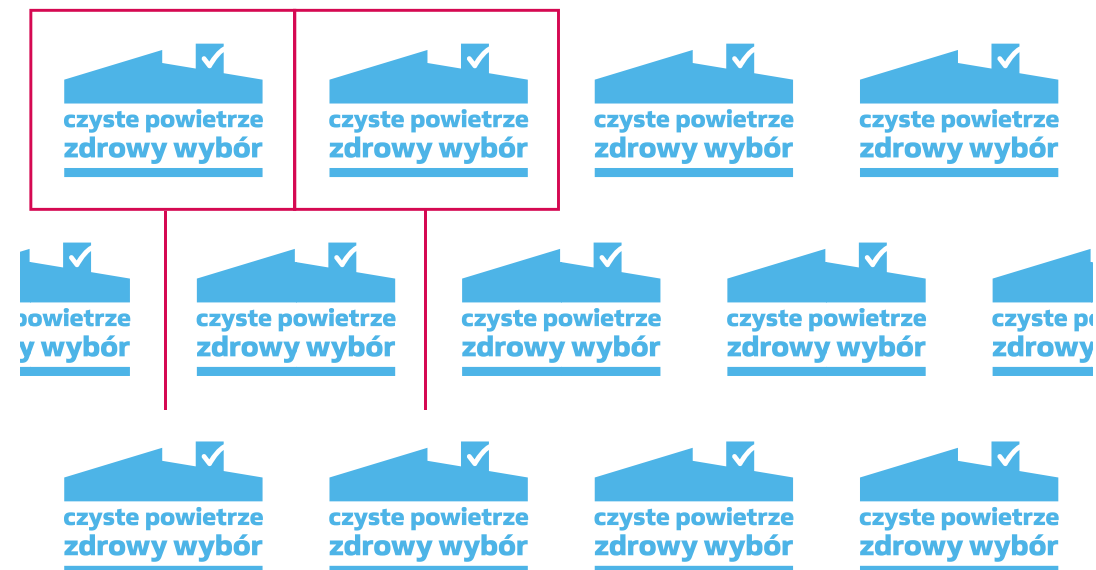 czyste powietrze czyste powietrze czyste powietrze czyste powietrze
zdrowy wybór zdrowy wybór zdrowy wybór zdrowy wybór
powietrze czyste powietrze czyste powietrze czyste powietrze czyste po
y wybór zdrowy wybór zdrowy wybór zdrowy wybór zdrowy
czyste powietrze czyste powietrze czyste powietrze czyste powietrze
zdrowy wybór zdrowy wybór zdrowy wybór zdrowy wybór